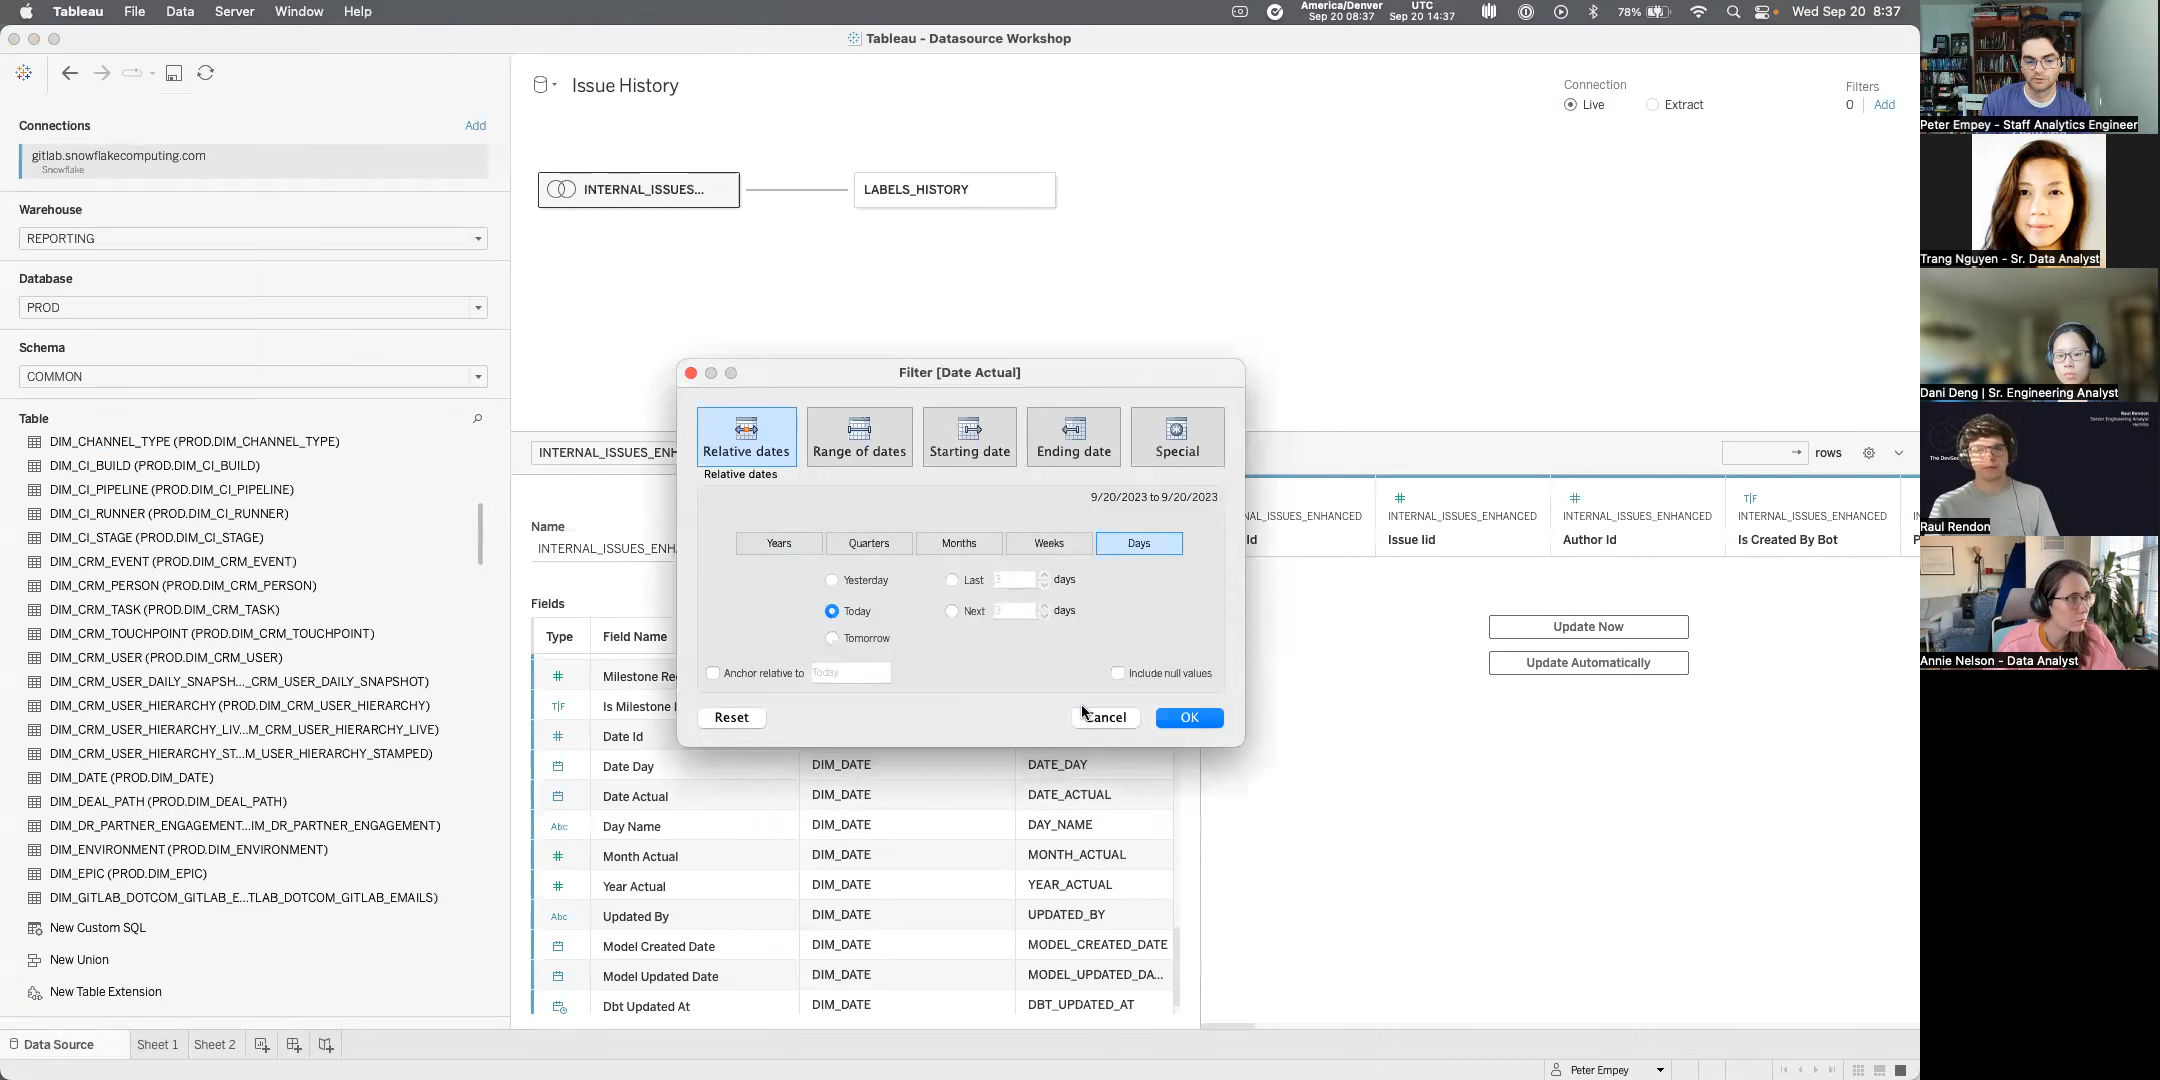 Tableau File Data Server Window Help
America/Denver UTC
Sep 20 08:37 Sep 20 14:37
78% Wed Sep 20 8:37
Tableau - Datasource Workshop
Issue History
Connection
Live Extract
Filters
0 Add
Connections Add
gitlab.snowflakecomputing.com
Snowflake
Warehouse
REPORTING
Database
PROD
Schema
COMMON
Table
DIM_CHANNEL_TYPE (PROD.DIM_CHANNEL_TYPE)
DIM_CI_BUILD (PROD.DIM_CI_BUILD)
DIM_CI_PIPELINE (PROD.DIM_CI_PIPELINE)
DIM_CI_RUNNER (PROD.DIM_CI_RUNNER)
DIM_CI_STAGE (PROD.DIM_CI_STAGE)
DIM_CRM_EVENT (PROD.DIM_CRM_EVENT)
DIM_CRM_PERSON (PROD.DIM_CRM_PERSON)
DIM_CRM_TASK (PROD.DIM_CRM_TASK)
DIM_CRM_TOUCHPOINT (PROD.DIM_CRM_TOUCHPOINT)
DIM_CRM_USER (PROD.DIM_CRM_USER)
DIM_CRM_USER_DAILY_SNAPSH..._CRM_USER_DAILY_SNAPSHOT)
DIM_CRM_USER_HIERARCHY (PROD.DIM_CRM_USER_HIERARCHY)
DIM_CRM_USER_HIERARCHY_LIV...M_CRM_USER_HIERARCHY_LIVE)
DIM_CRM_USER_HIERARCHY_ST...M_USER_HIERARCHY_STAMPED)
DIM_DATE (PROD.DIM_DATE)
DIM_DEAL_PATH (PROD.DIM_DEAL_PATH)
DIM_DR_PARTNER_ENGAGEMENT...IM_DR_PARTNER_ENGAGEMENT)
DIM_ENVIRONMENT (PROD.DIM_ENVIRONMENT)
DIM_EPIC (PROD.DIM_EPIC)
DIM_GITLAB_DOTCOM_GITLAB_E...TLAB_DOTCOM_GITLAB_EMAILS)
New Custom SQL
New Union
New Table Extension
INTERNAL_ISSUES...
LABELS_HISTORY
Filter [Date Actual]
Relative dates Range of dates Starting date Ending date Special
Relative dates
9/20/2023 to 9/20/2023
Years Quarters Months Weeks Days
Yesterday Last 3 days
Today Next 3 days
Tomorrow
Anchor relative to Today Include null values
Reset Cancel OK
INTERNAL_ISSUES_ENH
rows
Name
INTERNAL_ISSUES_ENH
Fields
Type Field Name
# Milestone Re
T|F Is Milestone
# Date Id
Date Day DIM_DATE DATE_DAY
Date Actual DIM_DATE DATE_ACTUAL
Abc Day Name DIM_DATE DAY_NAME
# Month Actual DIM_DATE MONTH_ACTUAL
# Year Actual DIM_DATE YEAR_ACTUAL
Abc Updated By DIM_DATE UPDATED_BY
Model Created Date DIM_DATE MODEL_CREATED_DATE
Model Updated Date DIM_DATE MODEL_UPDATED_DA...
Dbt Updated At DIM_DATE DBT_UPDATED_AT
# # T|F
AL_ISSUES_ENHANCED INTERNAL_ISSUES_ENHANCED INTERNAL_ISSUES_ENHANCED INTERNAL_ISSUES_ENHANCED
Id Issue Iid Author Id Is Created By Bot
Update Now
Update Automatically
Data Source Sheet 1 Sheet 2
Peter Empey
Peter Empey - Staff Analytics Engineer
Trang Nguyen - Sr. Data Analyst
Dani Deng | Sr. Engineering Analyst
Raul Rendon
Senior Engineering Analyst
The DevSec
Raul Rendon
Annie Nelson - Data Analyst